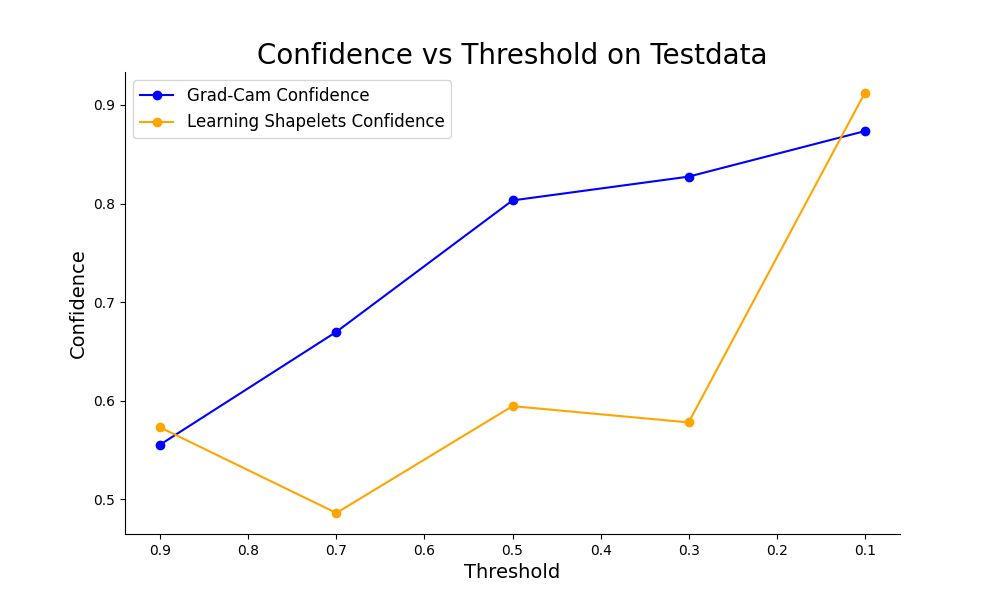 Confidence vs Threshold on Testdata
Grad-Cam Confidence
Learning Shapelets Confidence
Confidence
0.9
0.8
0.7
0.6
0.5
0.9 0.8 0.7 0.6 0.5 0.4 0.3 0.2 0.1
Threshold